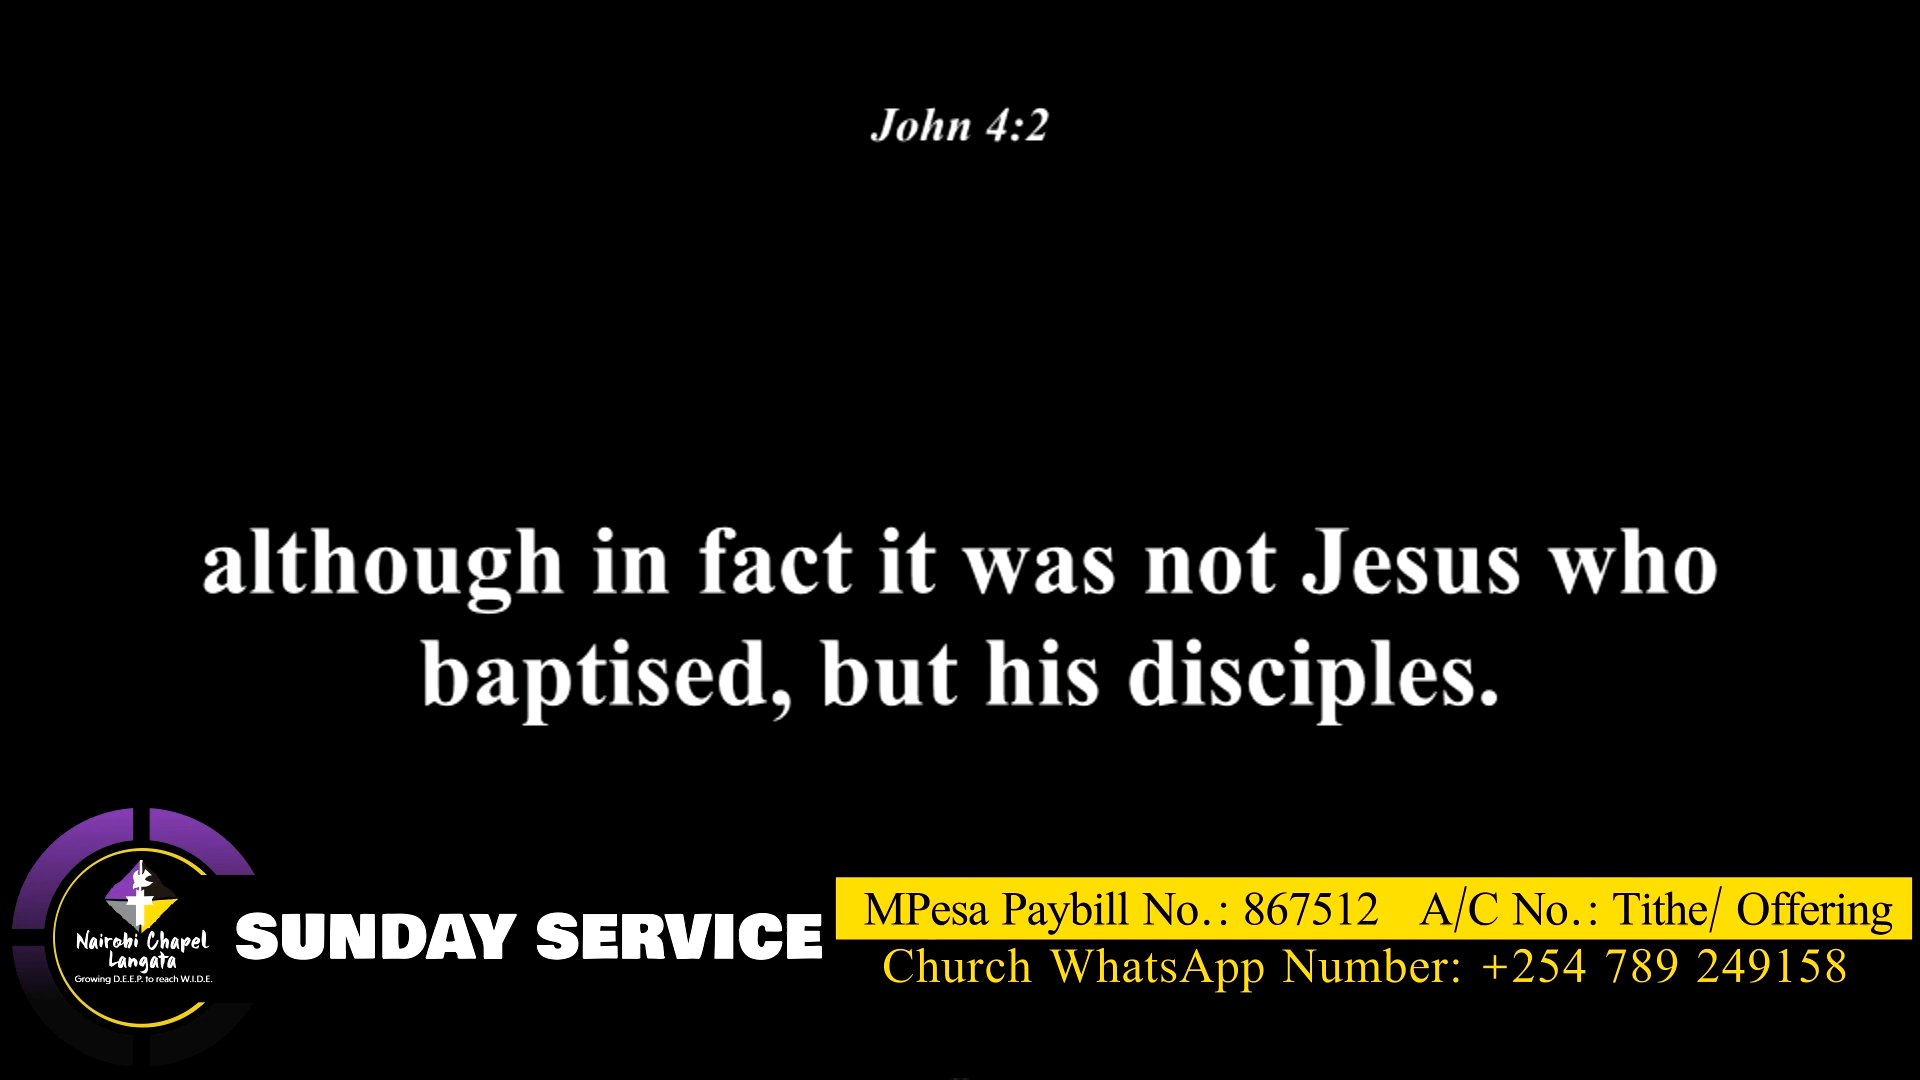 John 4:2
although in fact it was not Jesus who
baptised, but his disciples.
Nairobi Chapel
Langata
Growing D.E.E.P. to reach W.I.D.E.
SUNDAY SERVICE
MPesa Paybill No.: 867512 A/C No.: Tithe/ Offering
Church WhatsApp Number: +254 789 249158